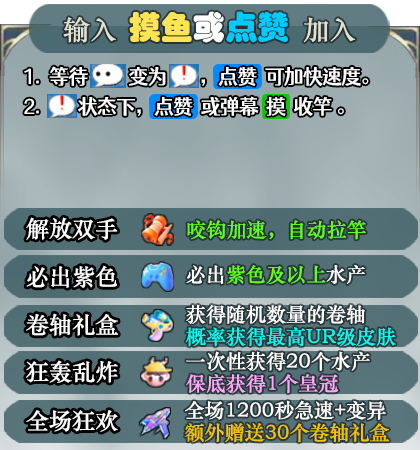 输入 摸鱼或点赞 加入
1. 等待 变为 ! ，点赞 可加快速度。
2. ! 状态下，点赞 或弹幕 摸 收竿。
解放双手 咬钩加速，自动拉竿
必出紫色 必出紫色及以上水产
卷轴礼盒 获得随机数量的卷轴
概率获得最高UR级皮肤
狂轰乱炸 一次性获得20个水产
保底获得1个皇冠
全场狂欢 全场1200秒急速+变异
额外赠送30个卷轴礼盒